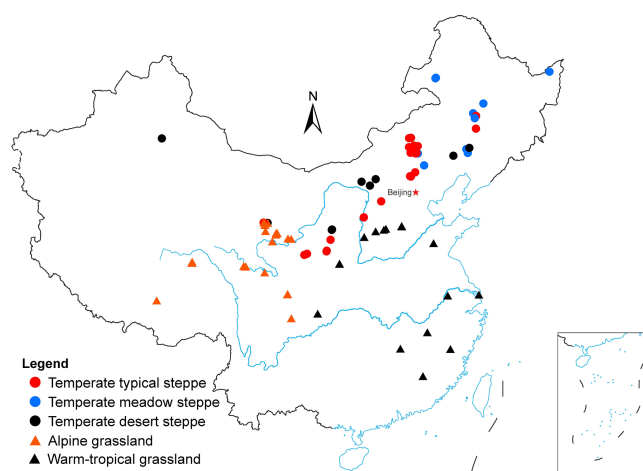 N
Beijing
Legend
Temperate typical steppe
Temperate meadow steppe
Temperate desert steppe
Alpine grassland
Warm-tropical grassland